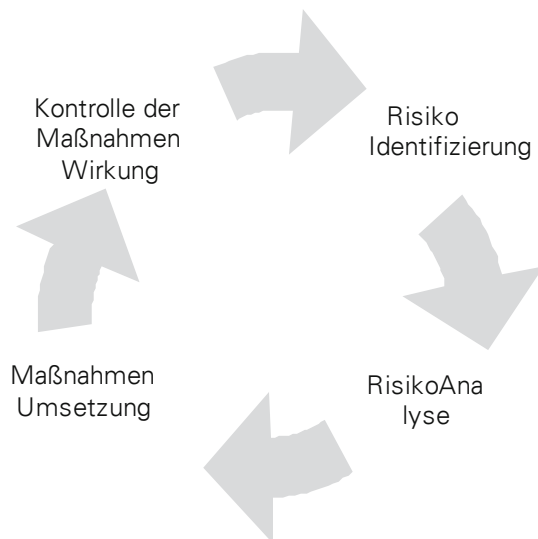 Kontrolle der
Maßnahmen
Wirkung
Risiko
Identifizierung
RisikoAna
lyse
Maßnahmen
Umsetzung